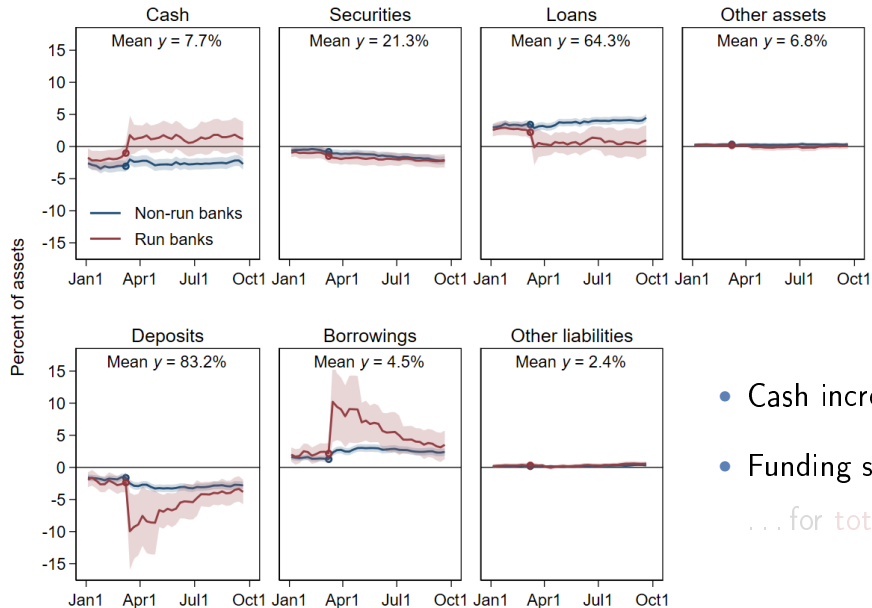 Cash
Securities
Loans
Other assets
Mean y = 7.7%
Mean y = 21.3%
Mean y = 64.3%
Mean y = 6.8%
15
10
5
0
-5
-10
-15
Non-run banks
Run banks
Jan1 Apr1 Jul1 Oct1
Jan1 Apr1 Jul1 Oct1
Jan1 Apr1 Jul1 Oct1
Jan1 Apr1 Jul1 Oct1
Percent of assets
Deposits
Borrowings
Other liabilities
Mean y = 83.2%
Mean y = 4.5%
Mean y = 2.4%
15
10
5
0
-5
-10
-15
Jan1 Apr1 Jul1 Oct1
Jan1 Apr1 Jul1 Oct1
Jan1 Apr1 Jul1 Oct1
• Cash incre
• Funding s
...for tot